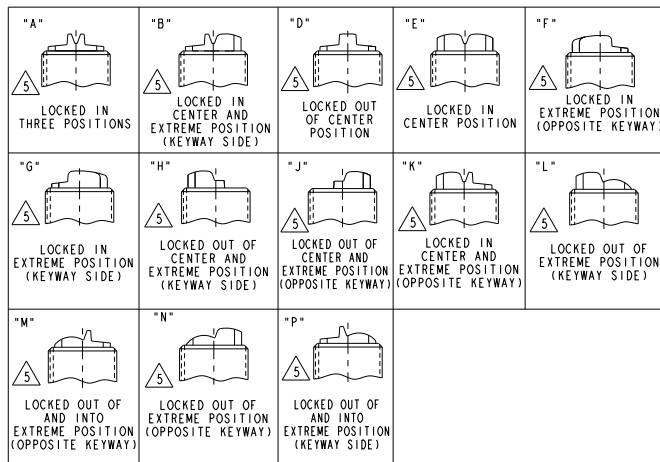 "A"
5
LOCKED IN
THREE POSITIONS
"B"
5
LOCKED IN
CENTER AND
EXTREME POSITION
(KEYWAY SIDE)
"D"
5
LOCKED OUT
OF CENTER
POSITION
"E"
5
LOCKED IN
CENTER POSITION
"F"
5
LOCKED IN
EXTREME POSITION
(OPPOSITE KEYWAY)
"G"
5
LOCKED IN
EXTREME POSITION
(KEYWAY SIDE)
"H"
5
LOCKED OUT OF
CENTER AND
EXTREME POSITION
(KEYWAY SIDE)
"J"
5
LOCKED OUT OF
CENTER AND
EXTREME POSITION
(OPPOSITE KEYWAY)
"K"
5
LOCKED IN
CENTER AND
EXTREME POSITION
(OPPOSITE KEYWAY)
"L"
5
LOCKED OUT OF
EXTREME POSITION
(KEYWAY SIDE)
"M"
5
LOCKED OUT OF
AND INTO
EXTREME POSITION
(OPPOSITE KEYWAY)
"N"
5
LOCKED OUT OF
EXTREME POSITION
(OPPOSITE KEYWAY)
"P"
5
LOCKED OUT OF
AND INTO
EXTREME POSITION
(KEYWAY SIDE)